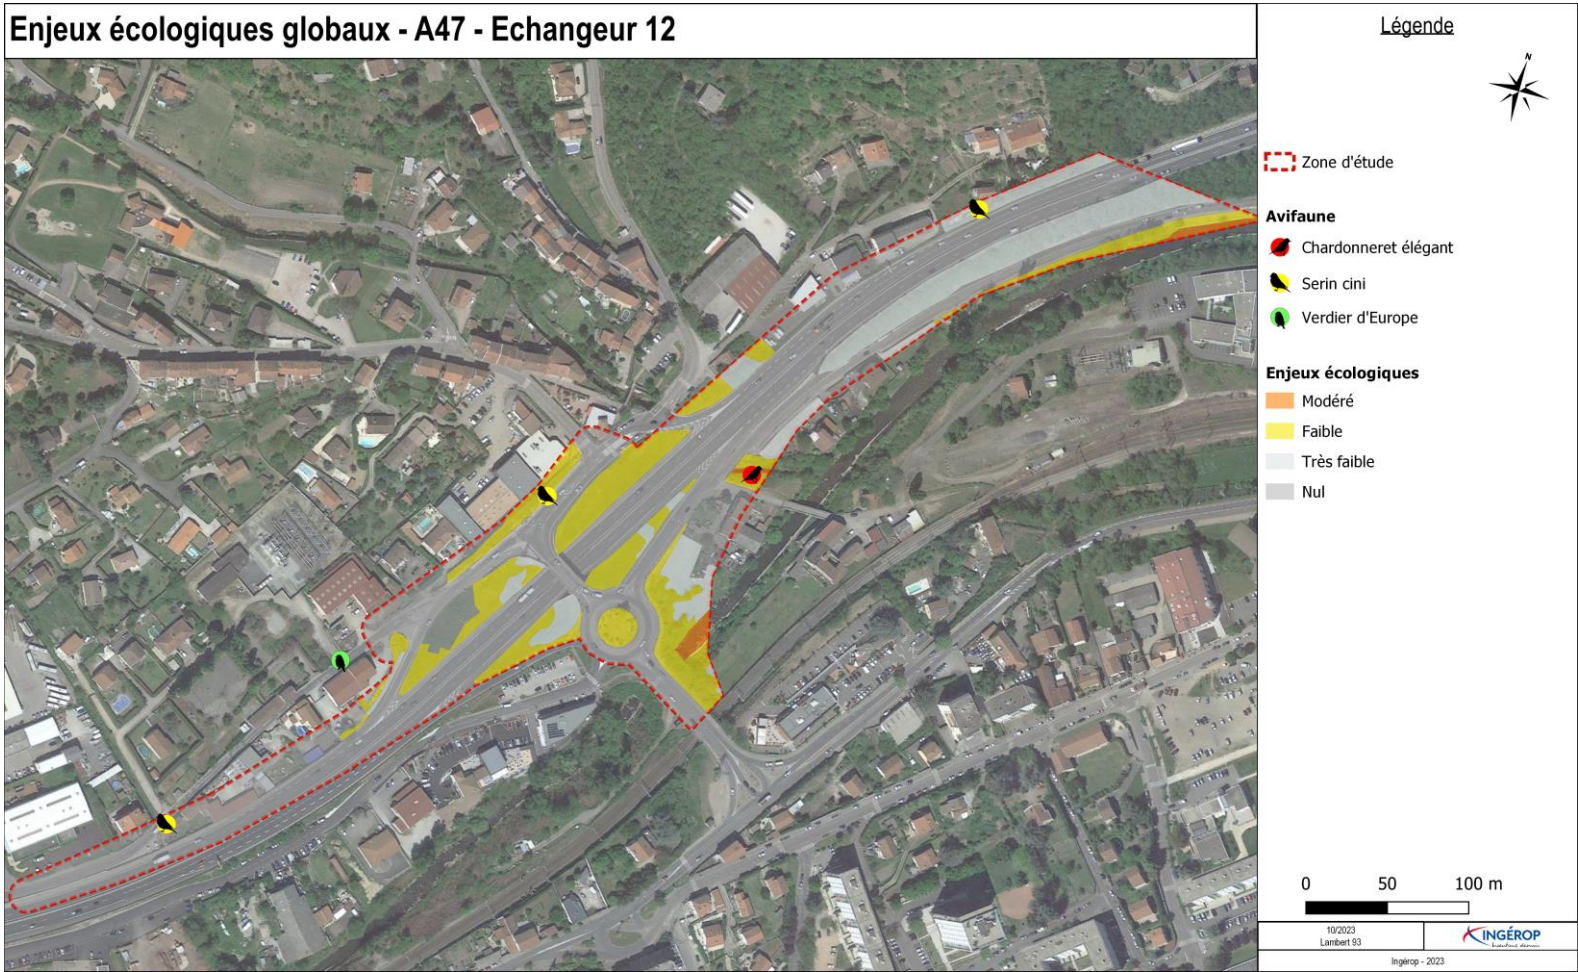 Enjeux écologiques globaux - A47 - Echangeur 12
Légende
N
Zone d'étude
Avifaune
Chardonneret élégant
Serin cini
Verdier d'Europe
Enjeux écologiques
Modéré
Faible
Très faible
Nul
0 50 100 m
10/2023
Lambert 93
INGÉROP
Ingérop - 2023